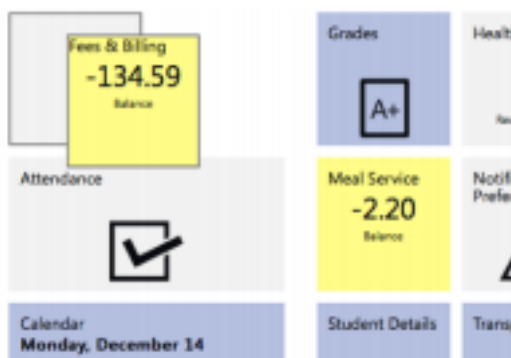 Fees & Billing
-134.59
Balance
Grades
A+
Attendance
Meal Service
-2.20
Balance
Calendar
Monday, December 14
Student Details